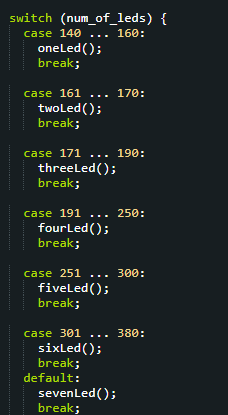 switch (num_of_leds) {
case 140 ... 160:
oneLed();
break;
case 161 ... 170:
twoLed();
break;
case 171 ... 190:
threeLed();
break;
case 191 ... 250:
fourLed();
break;
case 251 ... 300:
fiveLed();
break;
case 301 ... 380:
sixLed();
break;
default:
sevenLed();
break;